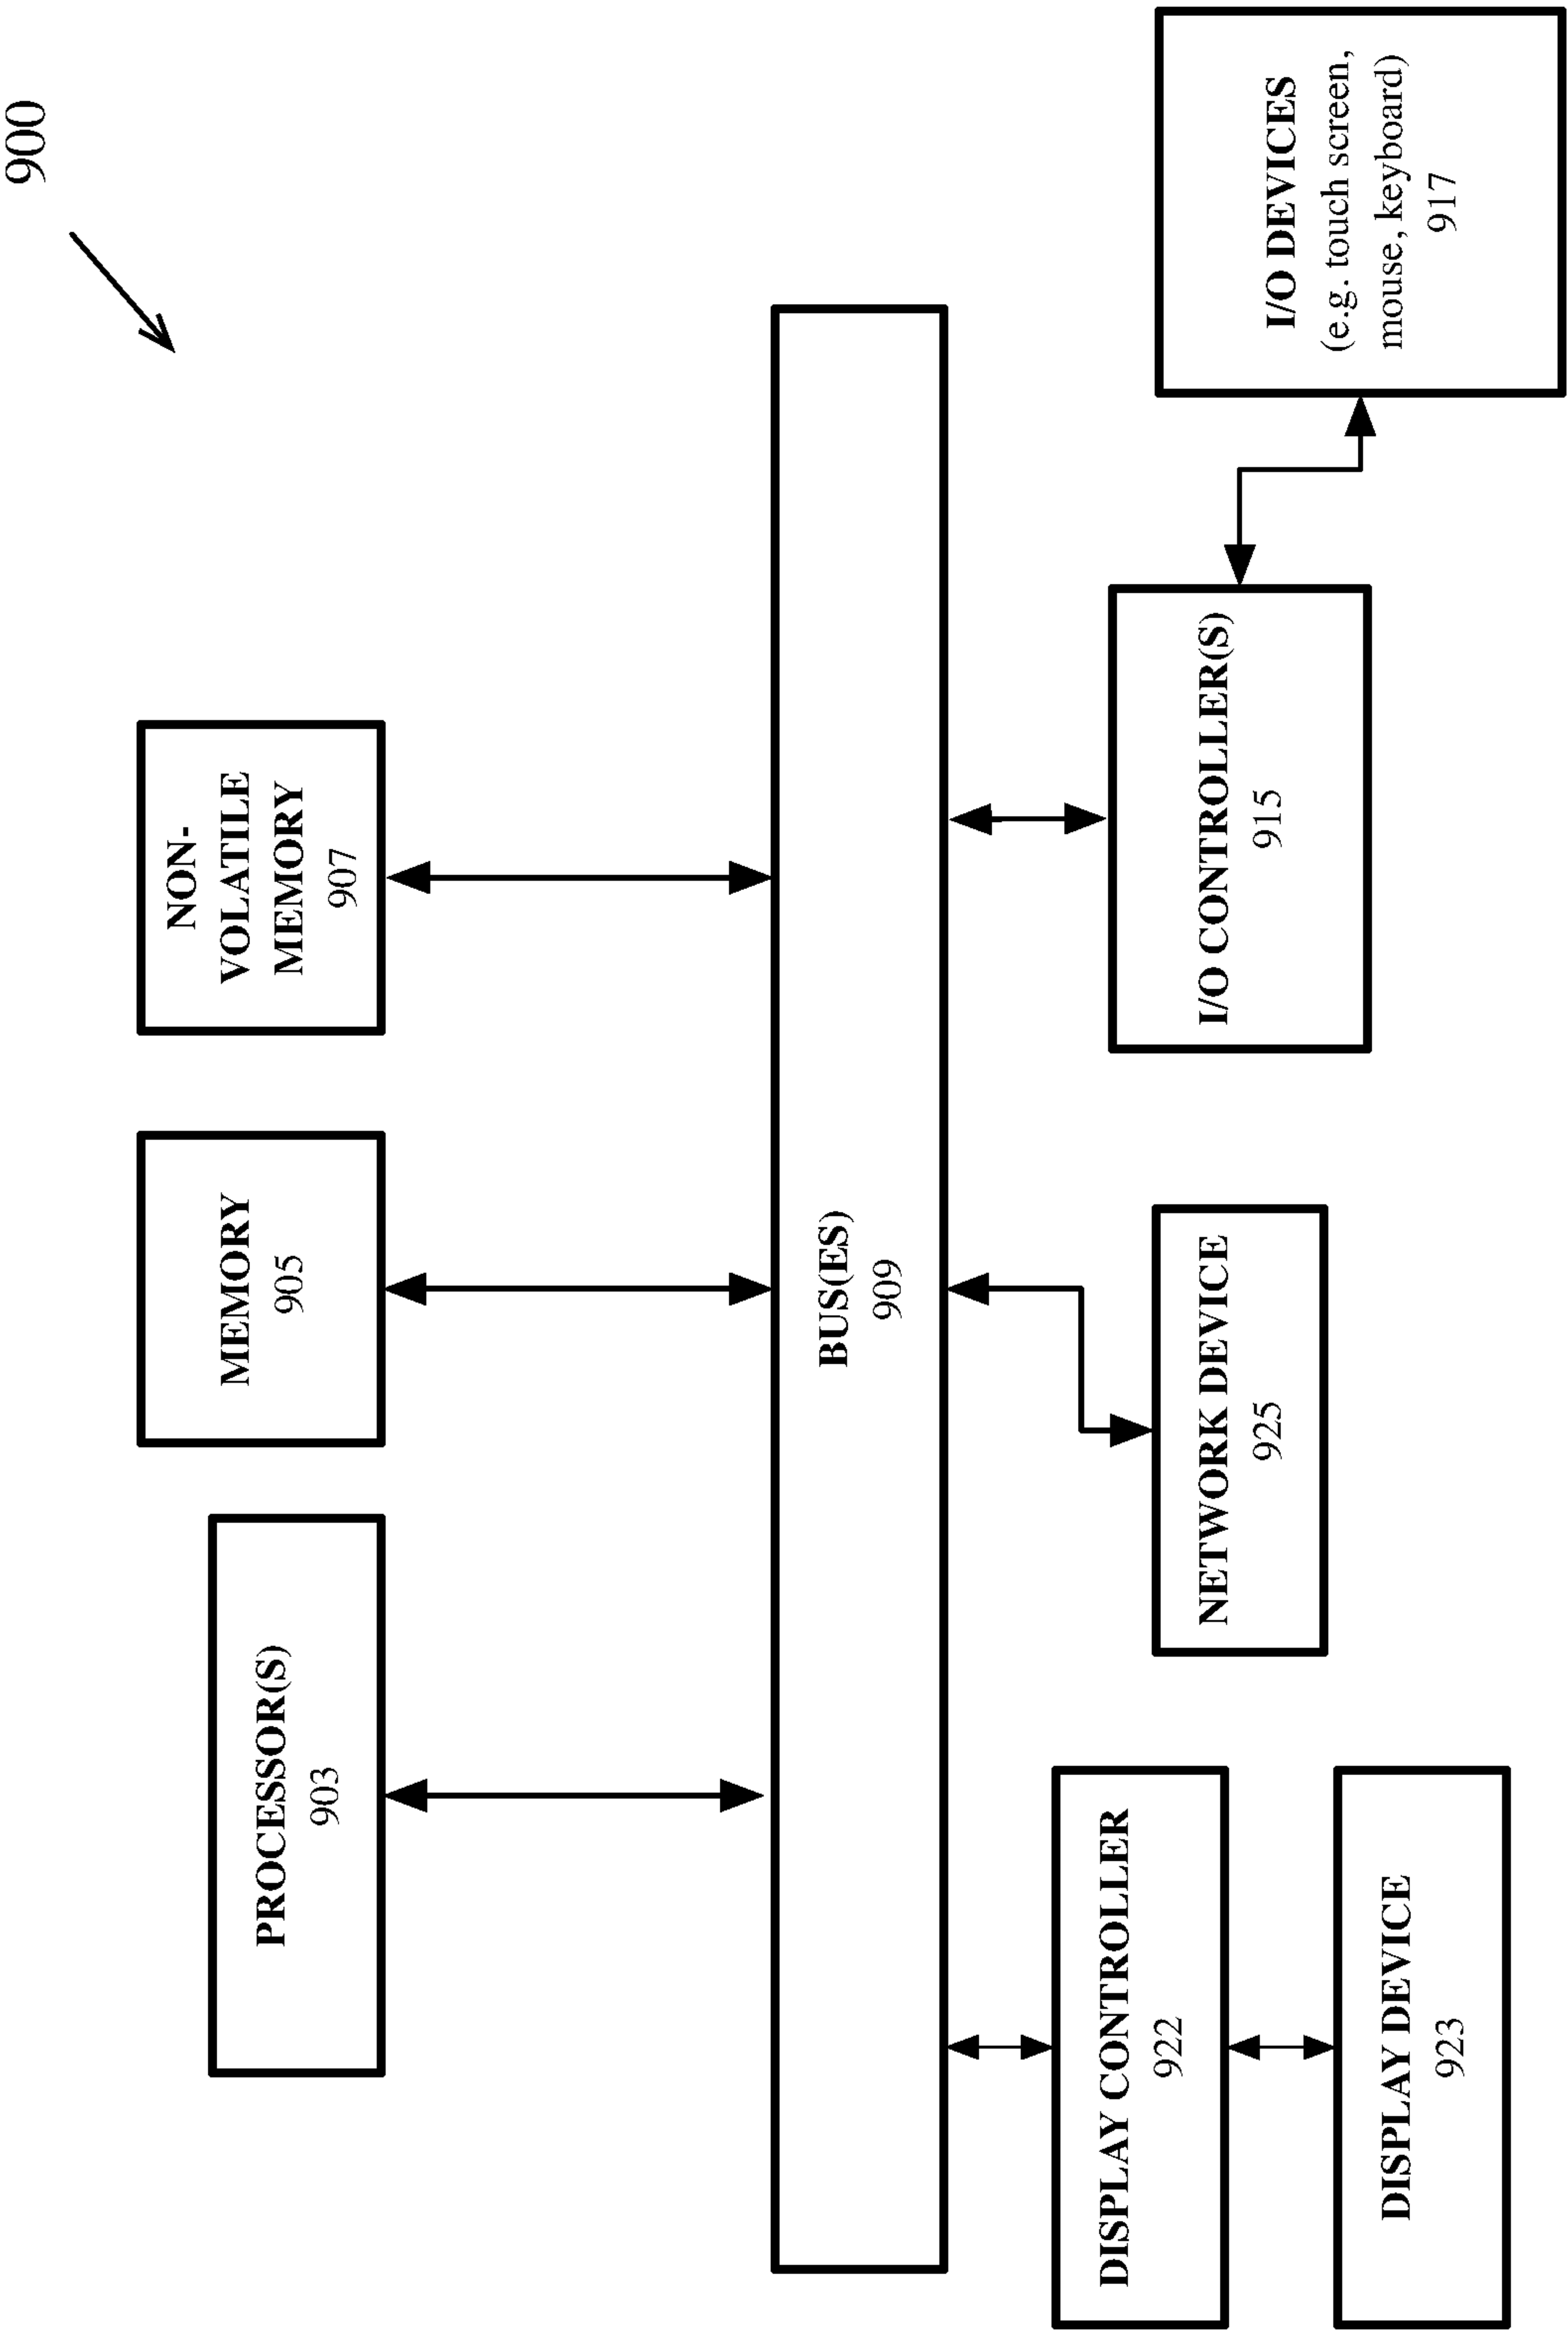 900
PROCESSOR(S)
903
MEMORY
905
NON-
VOLATILE
MEMORY
907
BUS(ES)
909
DISPLAY CONTROLLER
922
NETWORK DEVICE
925
I/O CONTROLLER(S)
915
I/O DEVICES
(e.g. touch screen,
mouse, keyboard)
917
DISPLAY DEVICE
923